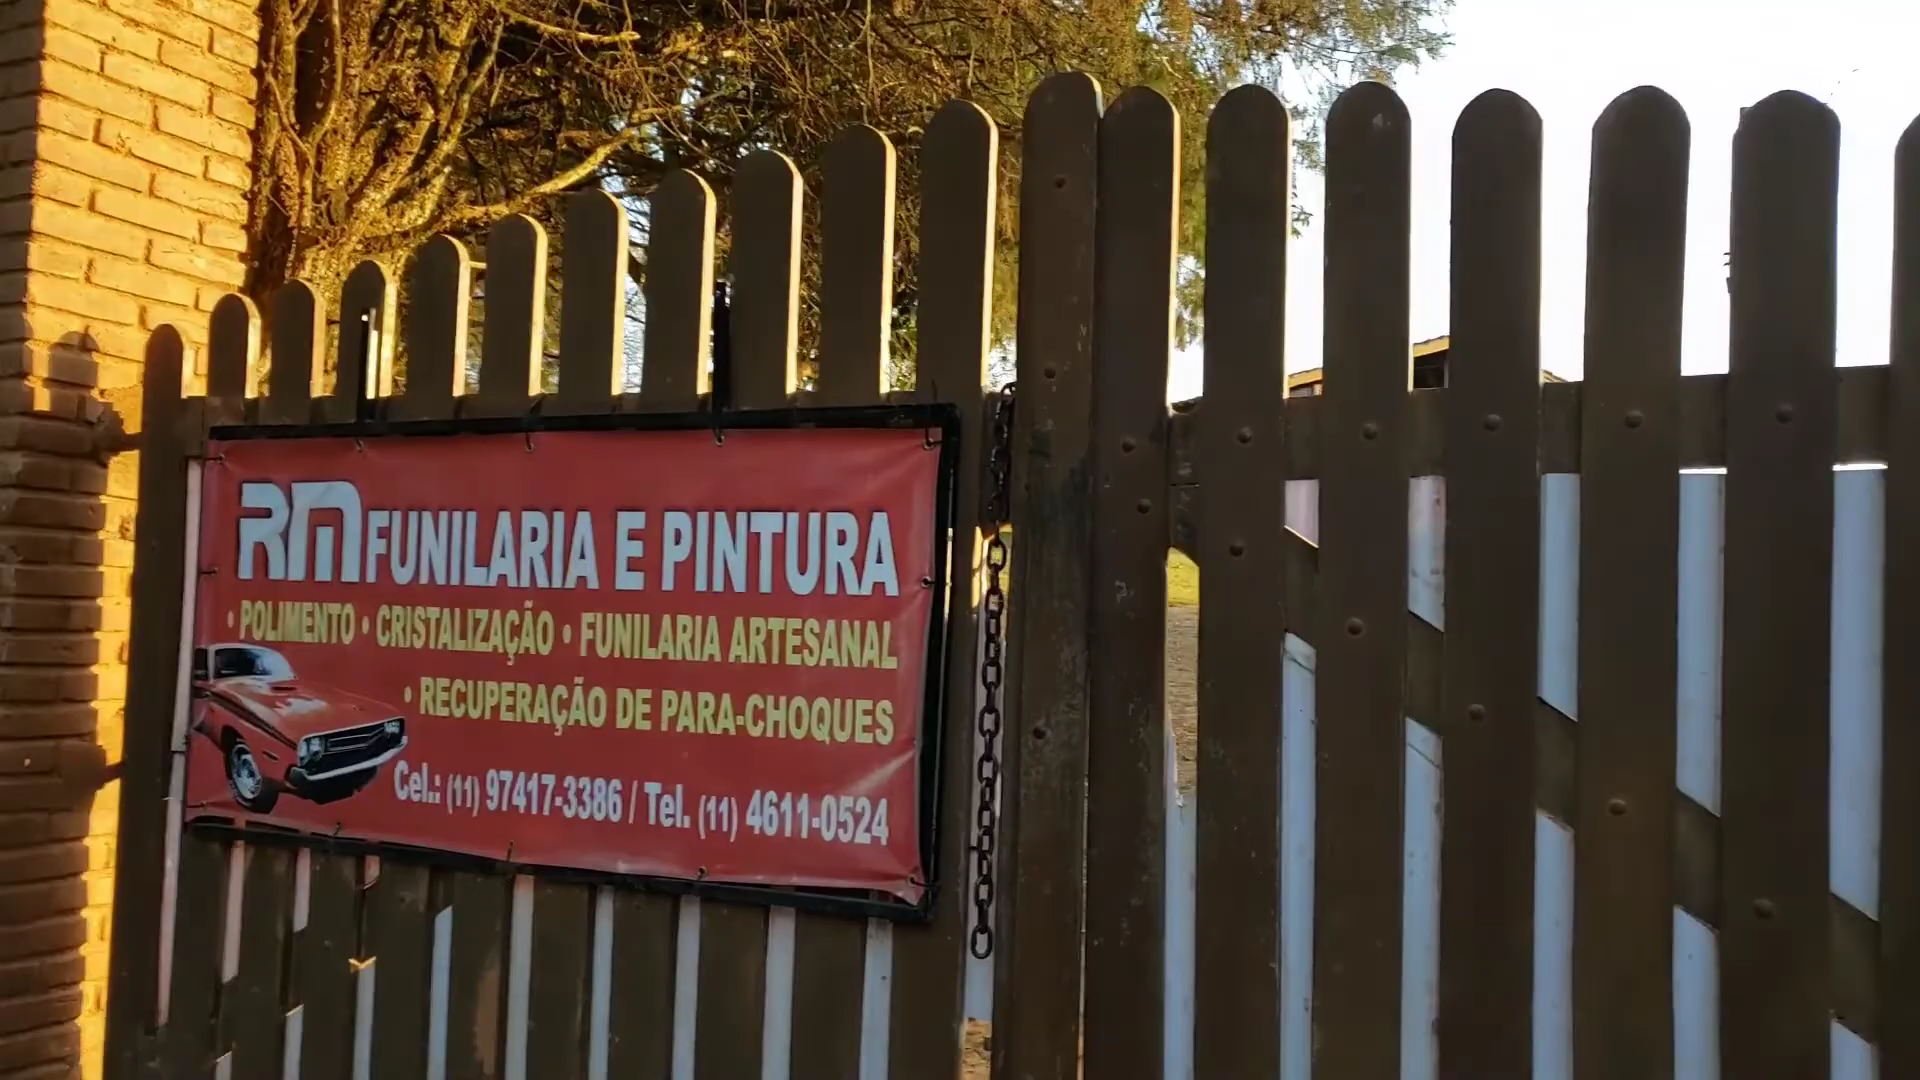 RM FUNILARIA E PINTURA
• POLIMENTO • CRISTALIZAÇÃO • FUNILARIA ARTESANAL
• RECUPERAÇÃO DE PARA-CHOQUES
Cel.: (11) 97417-3386 / Tel. (11) 4611-0524